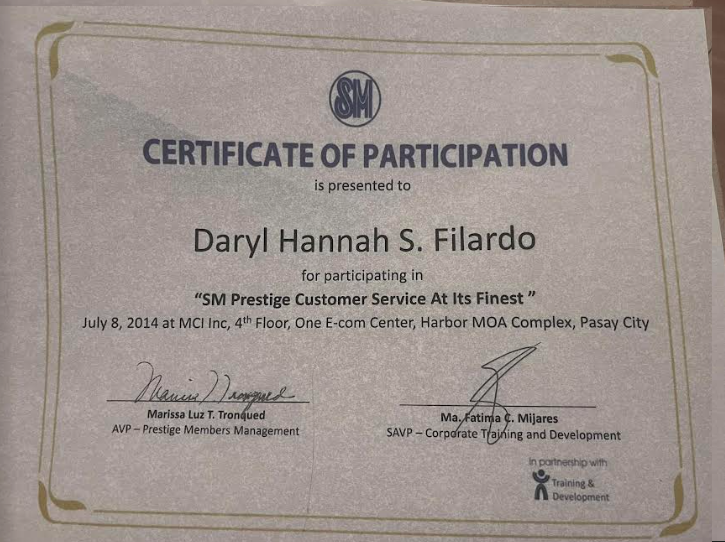 SM
CERTIFICATE OF PARTICIPATION
is presented to
Daryl Hannah S. Filardo
for participating in
“SM Prestige Customer Service At Its Finest ”
July 8, 2014 at MCI Inc, 4th Floor, One E-com Center, Harbor MOA Complex, Pasay City
Marissa Luz T. Tronqued
AVP – Prestige Members Management
Ma. Fatima C. Mijares
SAVP – Corporate Training and Development
In partnership with
Training &
Development